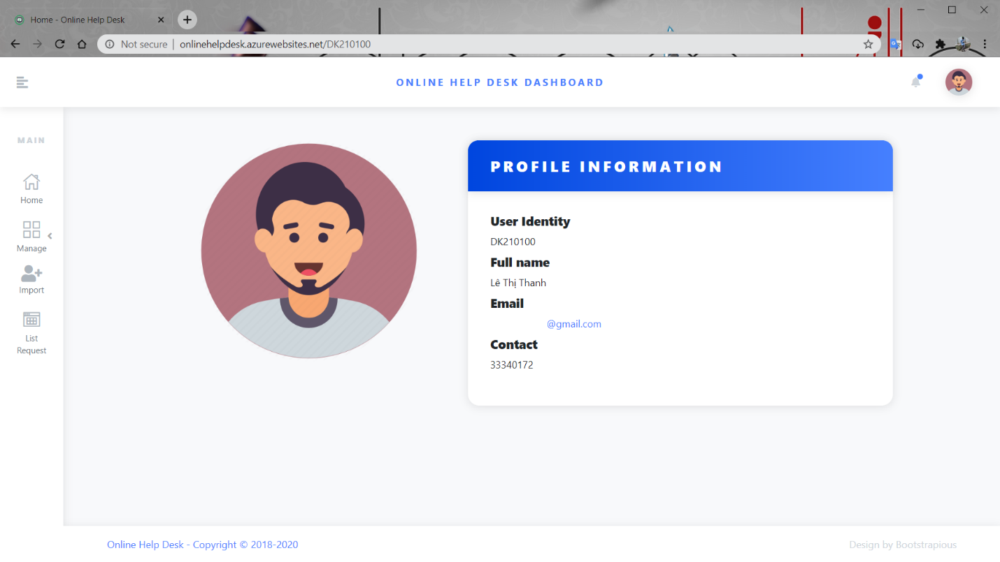 Home - Online Help Desk
Not secure | onlinehelpdesk.azurewebsites.net/DK210100
ONLINE HELP DESK DASHBOARD
MAIN
Home
Manage
Import
List
Request
PROFILE INFORMATION
User Identity
DK210100
Full name
Lê Thị Thanh
Email
@gmail.com
Contact
33340172
Online Help Desk - Copyright © 2018-2020
Design by Bootstrapious